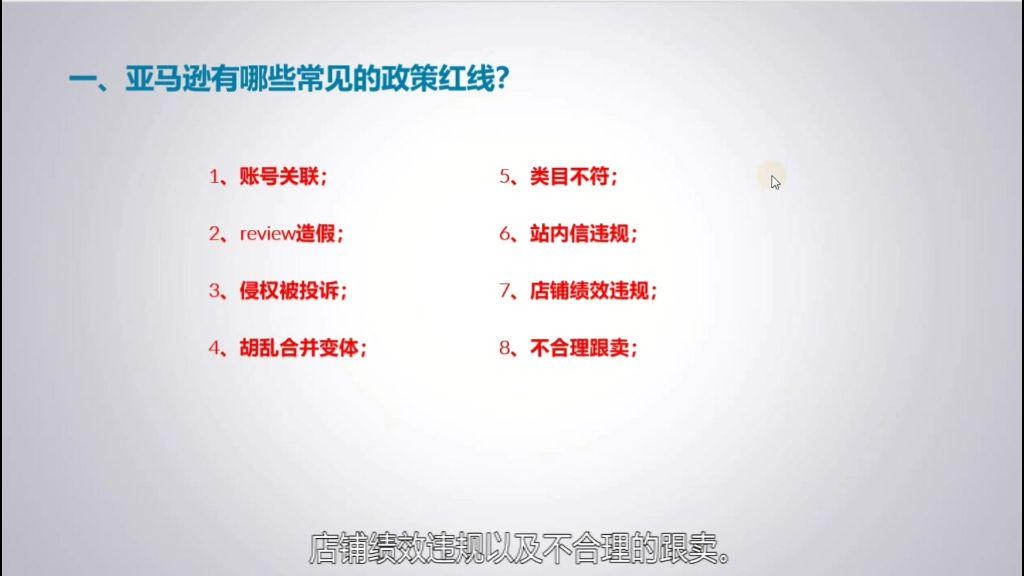 一、亚马逊有哪些常见的政策红线？
1、账号关联；
2、review造假；
3、侵权被投诉；
4、胡乱合并变体；
5、类目不符；
6、站内信违规；
7、店铺绩效违规；
8、不合理跟卖；
店铺绩效违规以及不合理的跟卖。